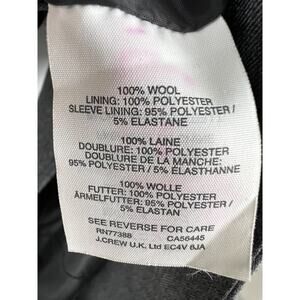 100% WOOL
LINING: 100% POLYESTER
SLEEVE LINING: 95% POLYESTER /
5% ELASTANE
100% LAINE
DOUBLURE: 100% POLYESTER
DOUBLURE DE LA MANCHE:
95% POLYESTER / 5% ÉLASTHANNE
100% WOLLE
FUTTER: 100% POLYESTER
ÄRMELFUTTER: 95% POLYESTER /
5% ELASTAN
SEE REVERSE FOR CARE
RN77388 CA56445
J.CREW U.K. Ltd EC4V 6JA